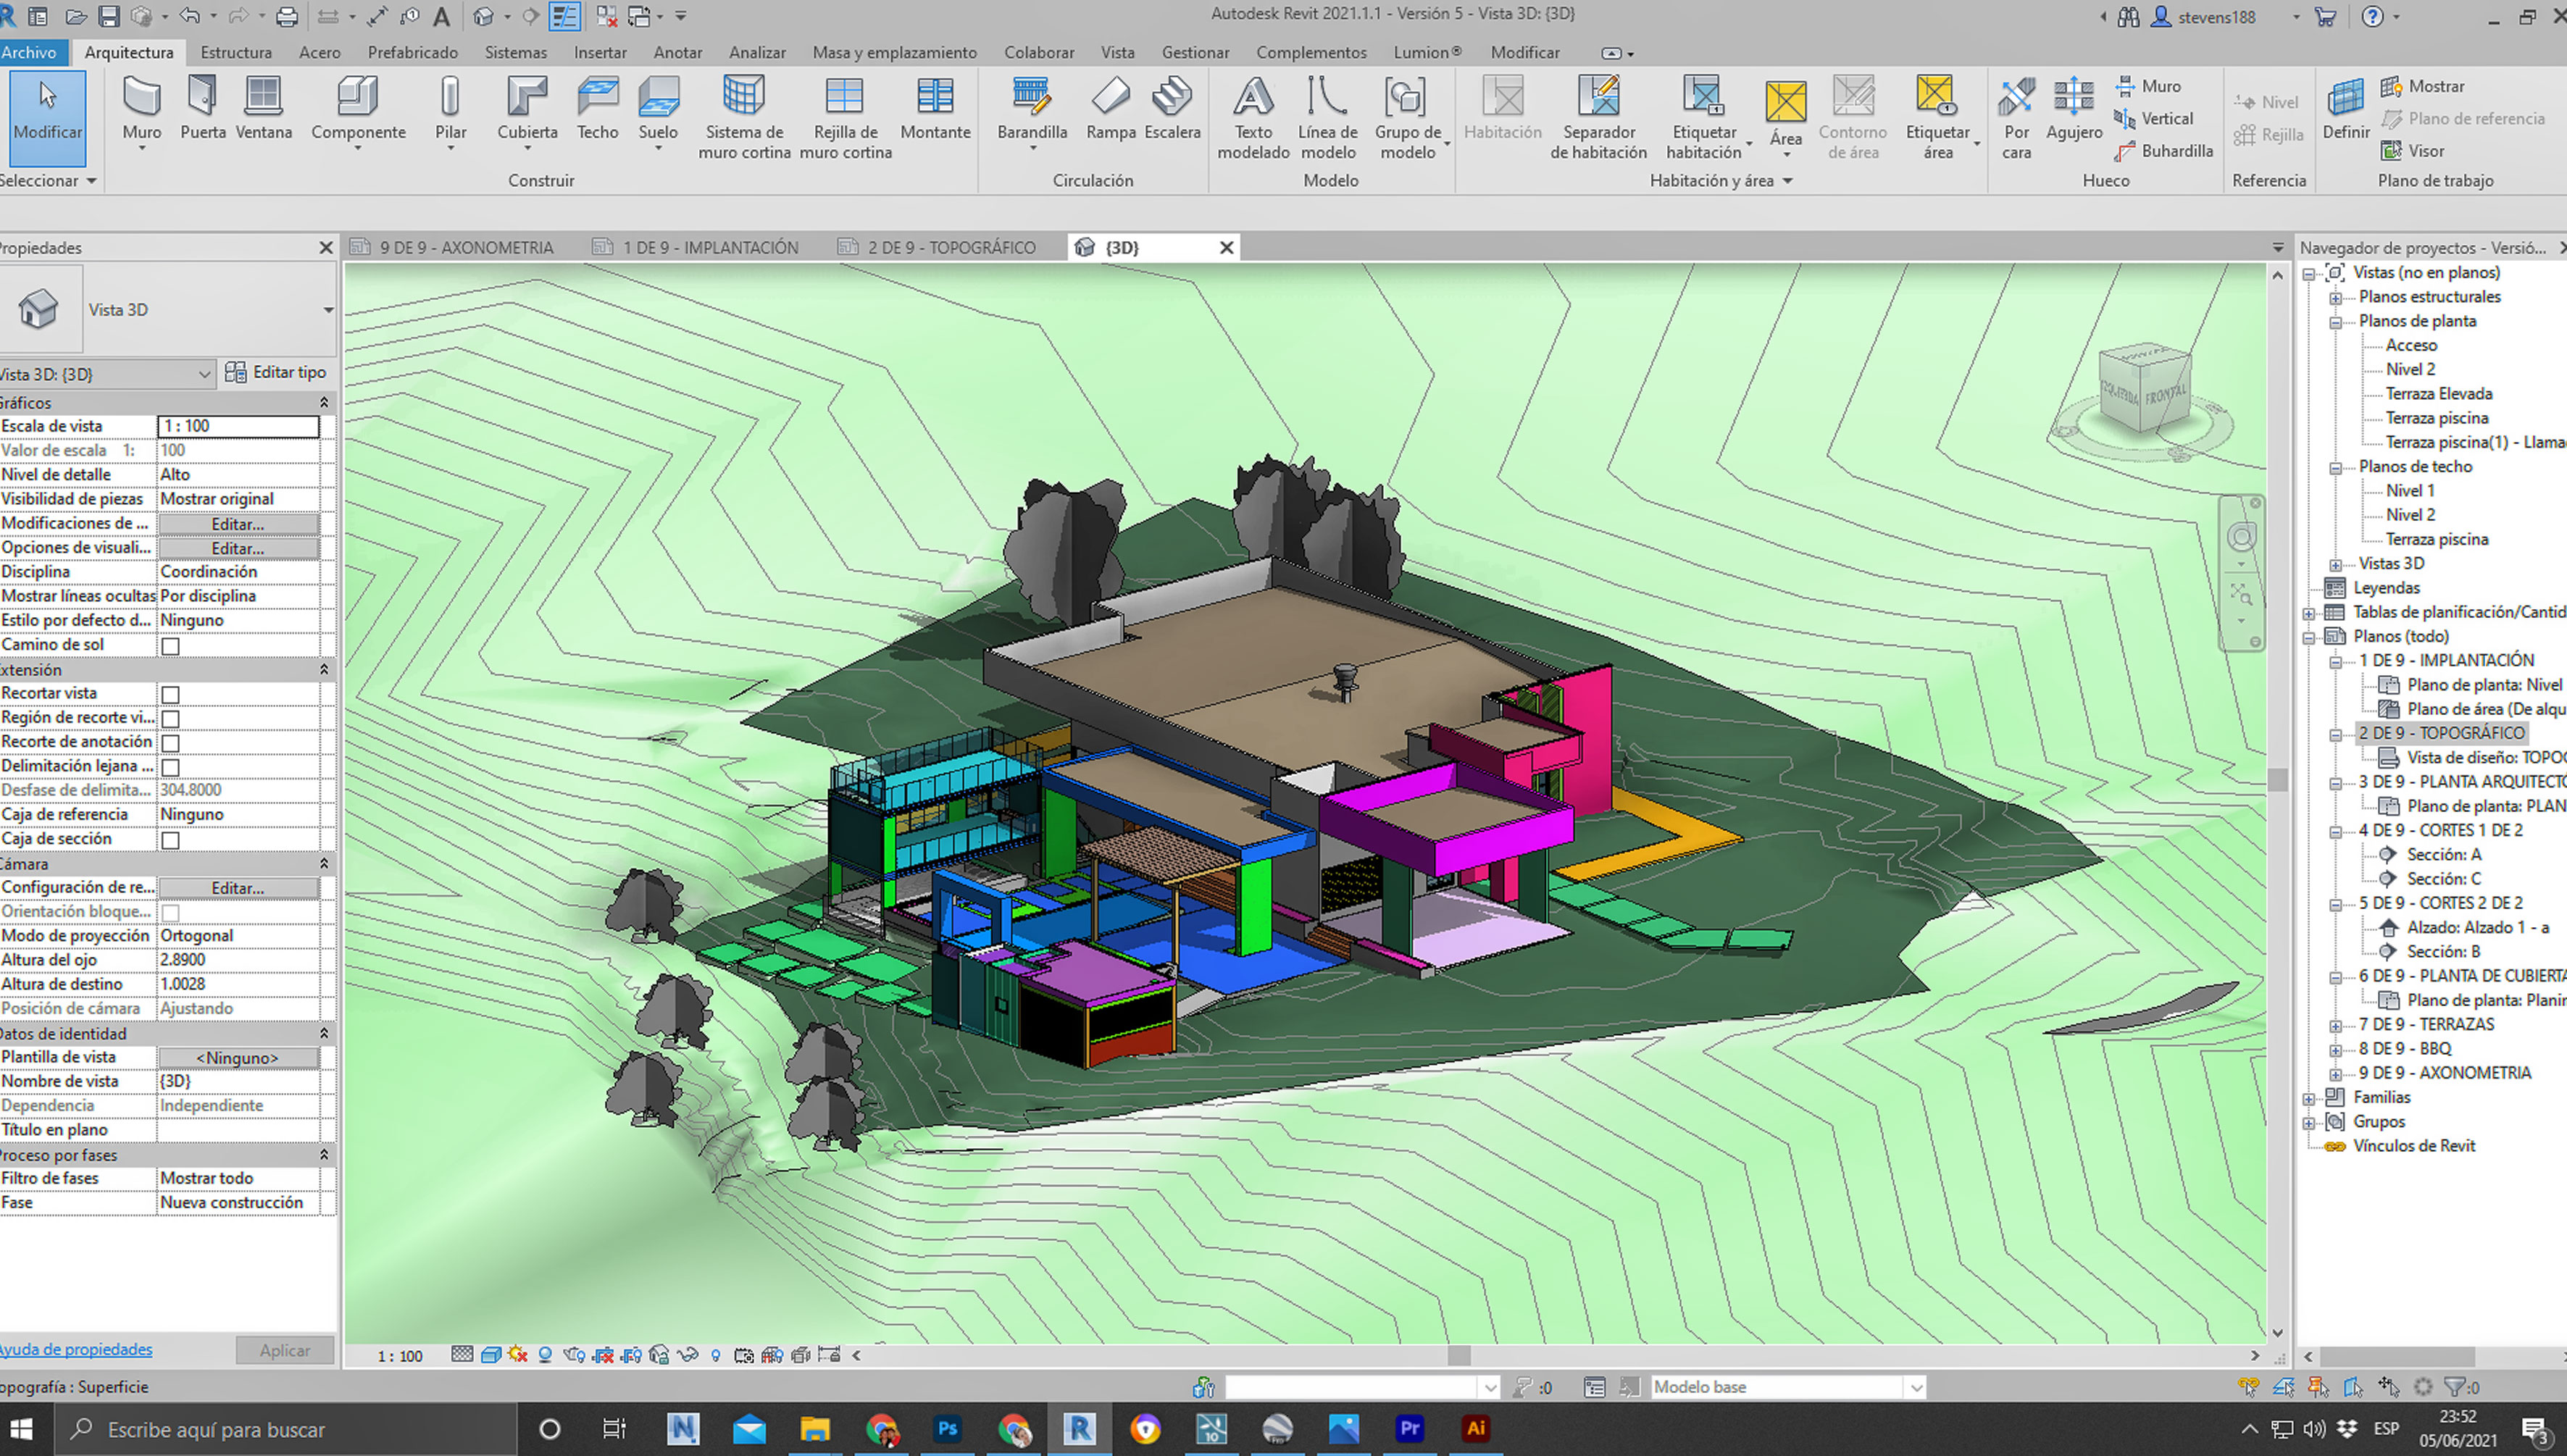 Autodesk Revit 2021.1.1 - Versión 5 - Vista 3D: {3D}
stevens188
Archivo Arquitectura Estructura Acero Prefabricado Sistemas Insertar Anotar Analizar Masa y emplazamiento Colaborar Vista Gestionar Complementos Lumion® Modificar
Modificar Muro Puerta Ventana Componente Pilar Cubierta Techo Suelo Sistema de muro cortina Rejilla de muro cortina Montante Barandilla Rampa Escalera Texto modelado Línea de modelo Grupo de modelo Habitación Separador de habitación Etiquetar habitación Área Contorno de área Etiquetar área Por cara Agujero Muro Vertical Buhardilla Nivel Rejilla Definir Mostrar Plano de referencia Visor
Seleccionar Construir Circulación Modelo Habitación y área Hueco Referencia Plano de trabajo
Propiedades
9 DE 9 - AXONOMETRIA 1 DE 9 - IMPLANTACIÓN 2 DE 9 - TOPOGRÁFICO {3D}
Vista 3D
Vista 3D: {3D} Editar tipo
Gráficos
Escala de vista 1 : 100
Valor de escala 1: 100
Nivel de detalle Alto
Visibilidad de piezas Mostrar original
Modificaciones de ... Editar...
Opciones de visuali... Editar...
Disciplina Coordinación
Mostrar líneas ocultas Por disciplina
Estilo por defecto d... Ninguno
Camino de sol
Extensión
Recortar vista
Región de recorte vi...
Recorte de anotación
Delimitación lejana ...
Desfase de delimita... 304.8000
Caja de referencia Ninguno
Caja de sección
Cámara
Configuración de re... Editar...
Orientación bloque...
Modo de proyección Ortogonal
Altura del ojo 2.8900
Altura de destino 1.0028
Posición de cámara Ajustando
Datos de identidad
Plantilla de vista <Ninguno>
Nombre de vista {3D}
Dependencia Independiente
Título en plano
Proceso por fases
Filtro de fases Mostrar todo
Fase Nueva construcción
Ayuda de propiedades Aplicar
FRONTAL
Navegador de proyectos - Versió...
Vistas (no en planos)
Planos estructurales
Planos de planta
Acceso
Nivel 2
Terraza Elevada
Terraza piscina
Terraza piscina(1) - Llama
Planos de techo
Nivel 1
Nivel 2
Terraza piscina
Vistas 3D
Leyendas
Tablas de planificación/Cantid
Planos (todo)
1 DE 9 - IMPLANTACIÓN
Plano de planta: Nivel
Plano de área (De alqu
2 DE 9 - TOPOGRÁFICO
Vista de diseño: TOPO
3 DE 9 - PLANTA ARQUITECTÓ
Plano de planta: PLAN
4 DE 9 - CORTES 1 DE 2
Sección: A
Sección: C
5 DE 9 - CORTES 2 DE 2
Alzado: Alzado 1 - a
Sección: B
6 DE 9 - PLANTA DE CUBIERTA
Plano de planta: Planir
7 DE 9 - TERRAZAS
8 DE 9 - BBQ
9 DE 9 - AXONOMETRIA
Familias
Grupos
Vínculos de Revit
1 : 100
opografía : Superficie :0 Modelo base :0
Escribe aquí para buscar
Ps Pr Ai
ESP
23:52
05/06/2021
3